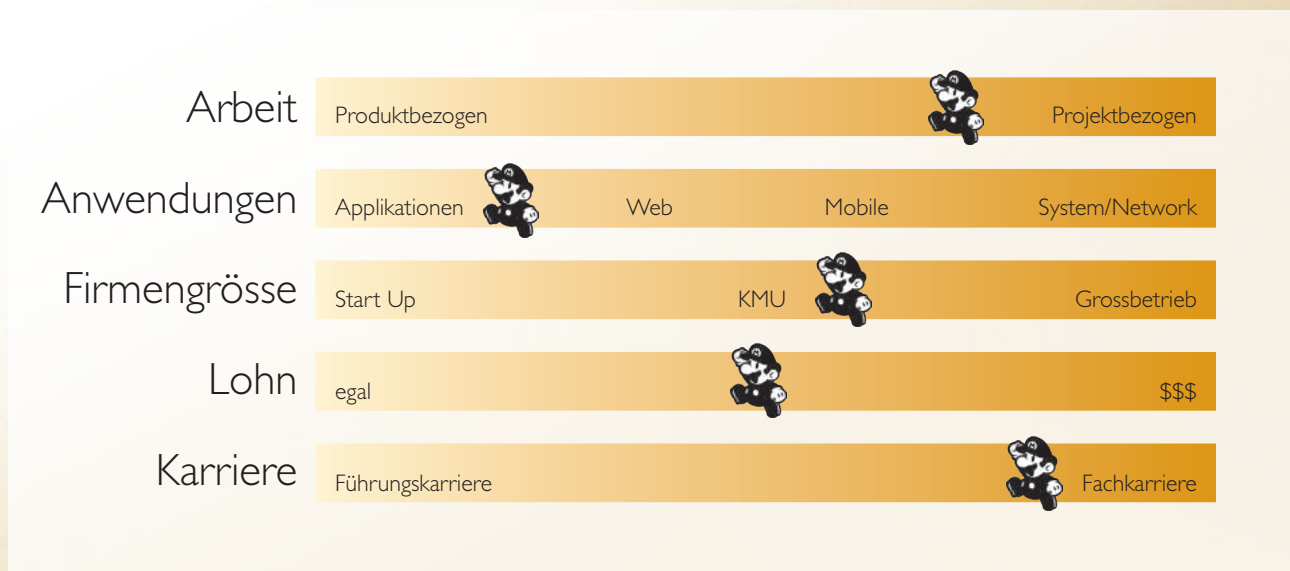 Arbeit Produktbezogen Projektbezogen
Anwendungen Applikationen Web Mobile System/Network
Firmengrösse Start Up KMU Grossbetrieb
Lohn egal $$$
Karriere Führungskarriere Fachkarriere